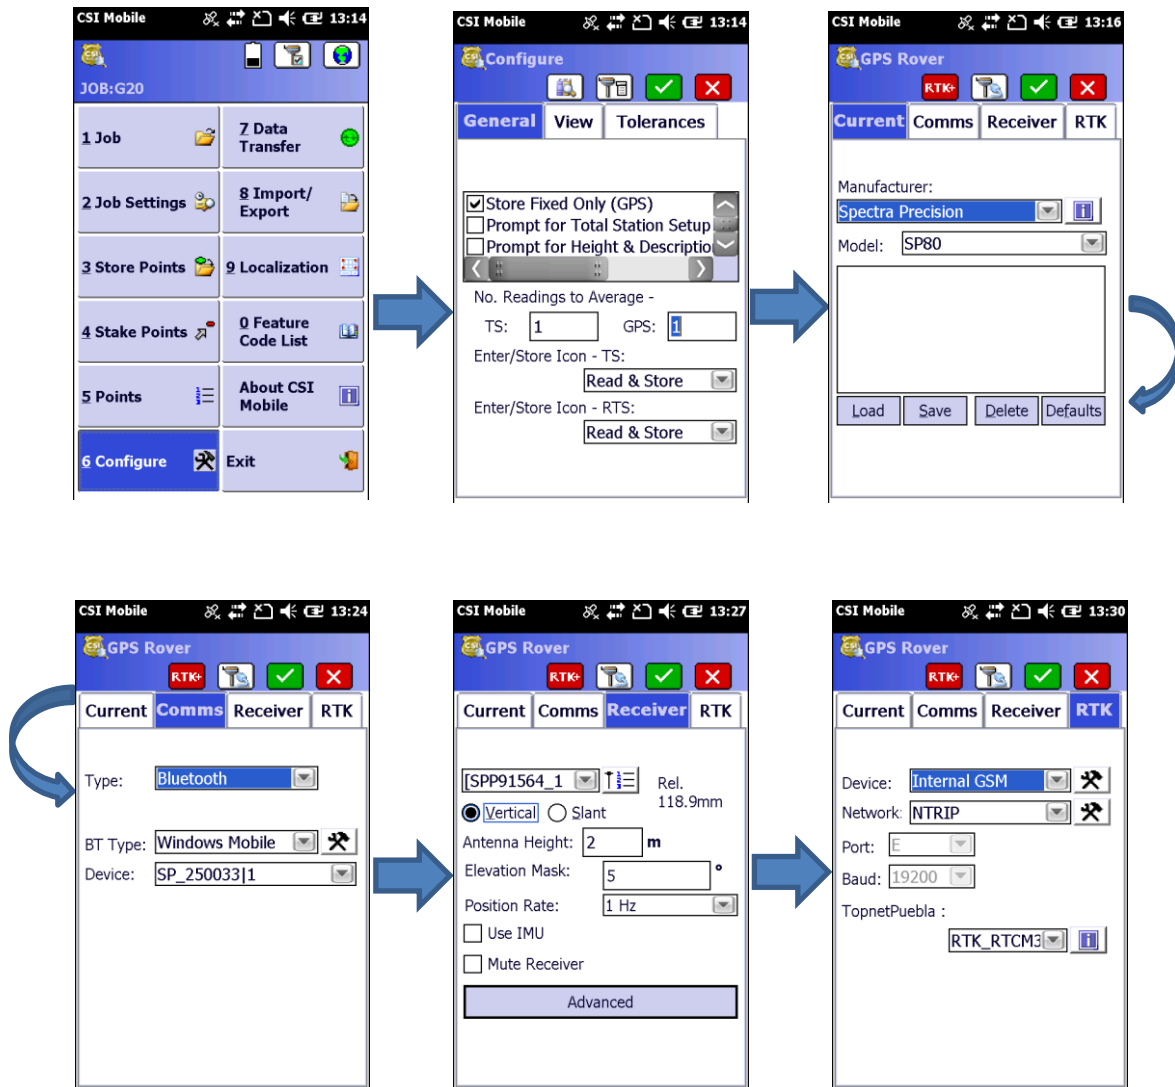 CSI Mobile 13:14
JOB:G20
1 Job
7 Data Transfer
2 Job Settings
8 Import/ Export
3 Store Points
9 Localization
4 Stake Points
0 Feature Code List
5 Points
About CSI Mobile
6 Configure
Exit
CSI Mobile 13:14
Configure
General View Tolerances
Store Fixed Only (GPS)
Prompt for Total Station Setup
Prompt for Height & Descriptio
No. Readings to Average -
TS: 1 GPS: 1
Enter/Store Icon - TS:
Read & Store
Enter/Store Icon - RTS:
Read & Store
CSI Mobile 13:16
GPS Rover
RTK+
Current Comms Receiver RTK
Manufacturer:
Spectra Precision
Model: SP80
Load Save Delete Defaults
CSI Mobile 13:24
GPS Rover
RTK+
Current Comms Receiver RTK
Type: Bluetooth
BT Type: Windows Mobile
Device: SP_250033|1
CSI Mobile 13:27
GPS Rover
RTK+
Current Comms Receiver RTK
[SPP91564_1 Rel.
118.9mm
Vertical Slant
Antenna Height: 2 m
Elevation Mask: 5 °
Position Rate: 1 Hz
Use IMU
Mute Receiver
Advanced
CSI Mobile 13:30
GPS Rover
RTK+
Current Comms Receiver RTK
Device: Internal GSM
Network: NTRIP
Port: E
Baud: 19200
TopnetPuebla :
RTK_RTCM3